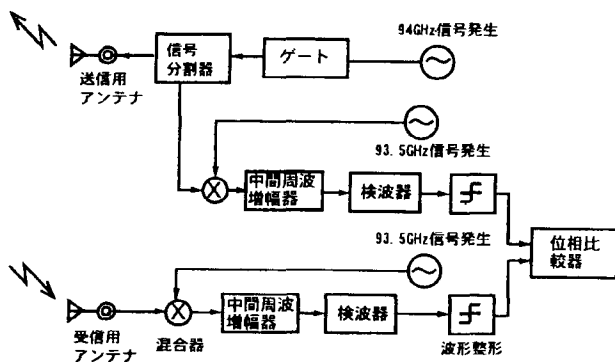 94GHz信号発生
信号
分割器
ゲート
送信用
アンテナ
93.5GHz信号発生
中間周波
増幅器
検波器
位相比
較器
93.5GHz信号発生
中間周波
増幅器
検波器
受信用
アンテナ
混合器
波形整形